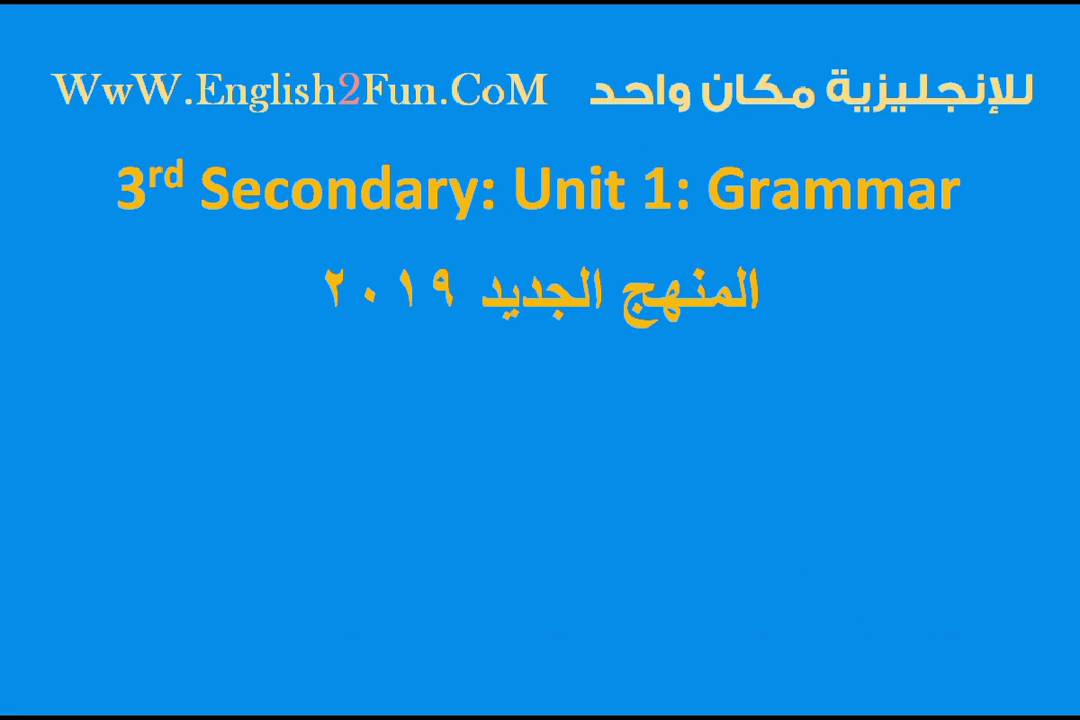 WwW.English2Fun.CoM للإنجليزية مكان واحد
3rd Secondary: Unit 1: Grammar
المنهج الجديد ٢٠١٩